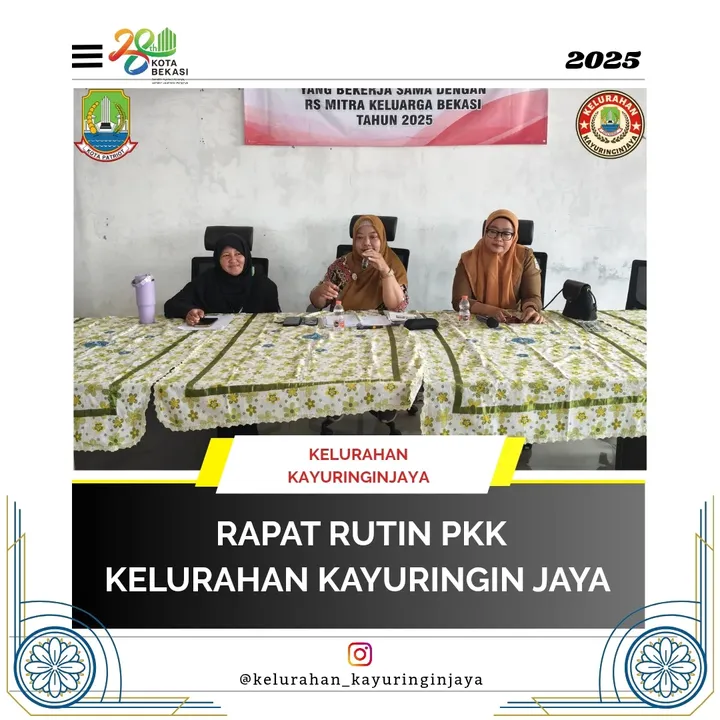 28th
KOTA
BEKASI
2025
YANG BEKERJA SAMA DENGAN
RS MITRA KELUARGA BEKASI
TAHUN 2025
KOTA PATRIOT
KELURAHAN
KAYURINGINJAYA
KELURAHAN
KAYURINGINJAYA
RAPAT RUTIN PKK
KELURAHAN KAYURINGIN JAYA
@kelurahan_kayuringinjaya